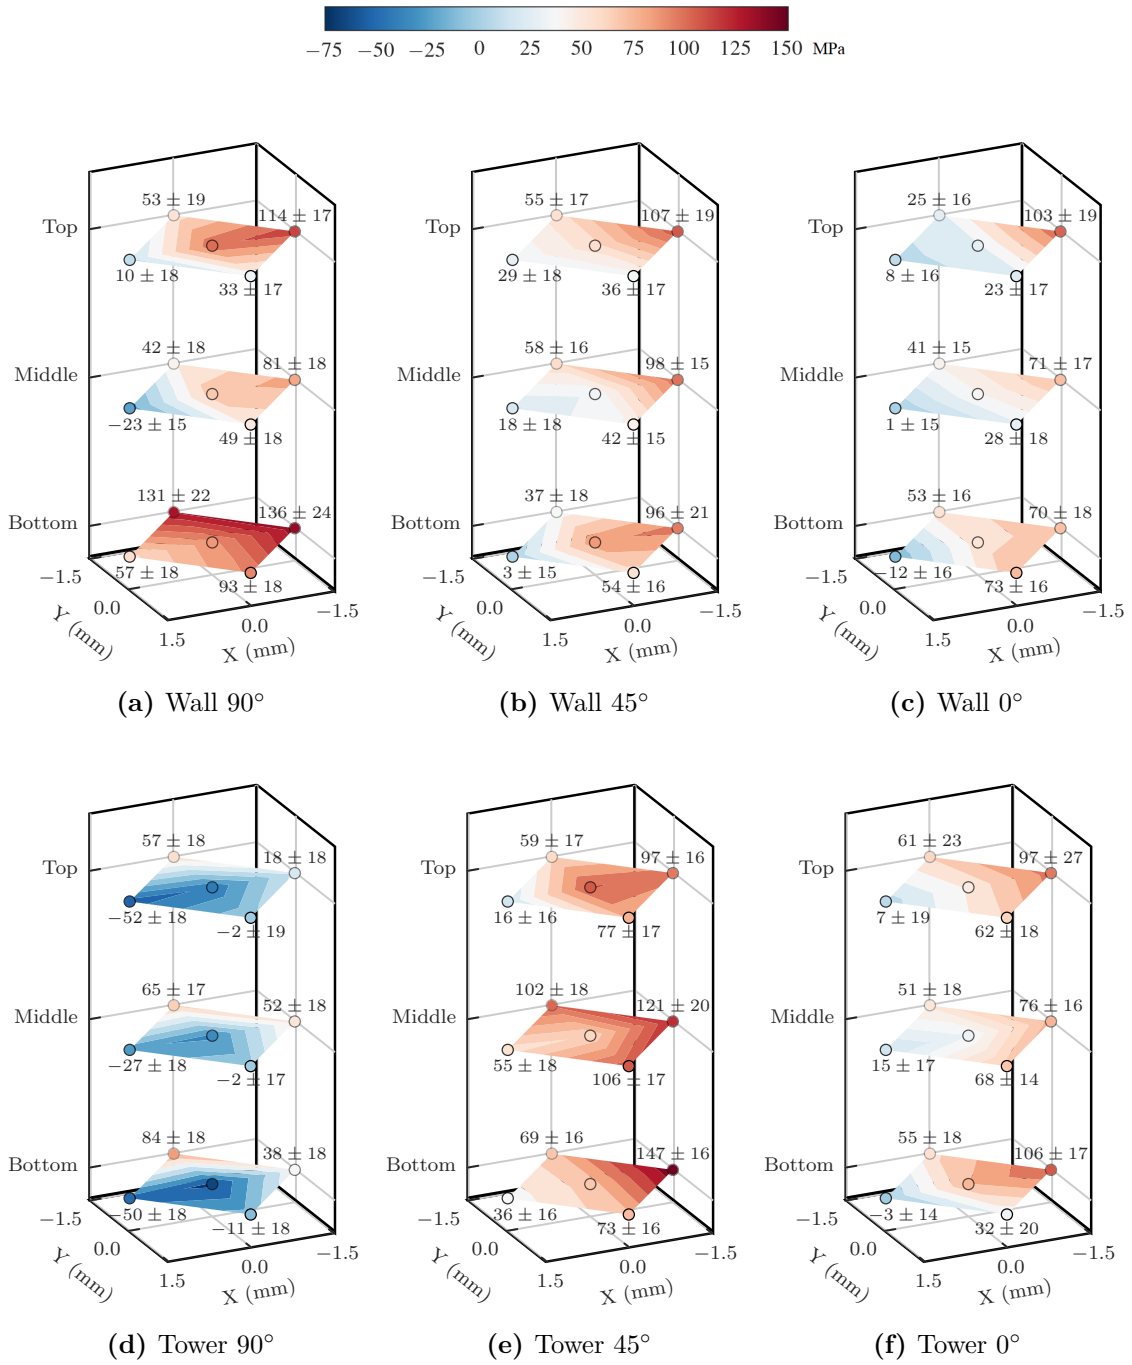 −75 −50 −25 0 25 50 75 100 125 150 MPa
53 ± 19
114 ± 17
Top
10 ± 18
33 ± 17
42 ± 18
81 ± 18
Middle
−23 ± 15
49 ± 18
131 ± 22
136 ± 24
Bottom
57 ± 18
93 ± 18
−1.5
0.0
1.5
Y (mm)
0.0
−1.5
X (mm)
(a) Wall 90°
55 ± 17
107 ± 19
Top
29 ± 18
36 ± 17
58 ± 16
98 ± 15
Middle
18 ± 18
42 ± 15
37 ± 18
96 ± 21
Bottom
3 ± 15
54 ± 16
−1.5
0.0
1.5
Y (mm)
0.0
−1.5
X (mm)
(b) Wall 45°
25 ± 16
103 ± 19
Top
8 ± 16
23 ± 17
41 ± 15
71 ± 17
Middle
1 ± 15
28 ± 18
53 ± 16
70 ± 18
Bottom
−12 ± 16
73 ± 16
−1.5
0.0
1.5
Y (mm)
0.0
−1.5
X (mm)
(c) Wall 0°
57 ± 18
18 ± 18
Top
−52 ± 18
−2 ± 19
65 ± 17
52 ± 18
Middle
−27 ± 18
−2 ± 17
84 ± 18
38 ± 18
Bottom
−50 ± 18
−11 ± 18
−1.5
0.0
1.5
Y (mm)
0.0
−1.5
X (mm)
(d) Tower 90°
59 ± 17
97 ± 16
Top
16 ± 16
77 ± 17
102 ± 18
121 ± 20
Middle
55 ± 18
106 ± 17
69 ± 16
147 ± 16
Bottom
36 ± 16
73 ± 16
−1.5
0.0
1.5
Y (mm)
0.0
−1.5
X (mm)
(e) Tower 45°
61 ± 23
97 ± 27
Top
7 ± 19
62 ± 18
51 ± 18
76 ± 16
Middle
15 ± 17
68 ± 14
55 ± 18
106 ± 17
Bottom
−3 ± 14
32 ± 20
−1.5
0.0
1.5
Y (mm)
0.0
−1.5
X (mm)
(f) Tower 0°